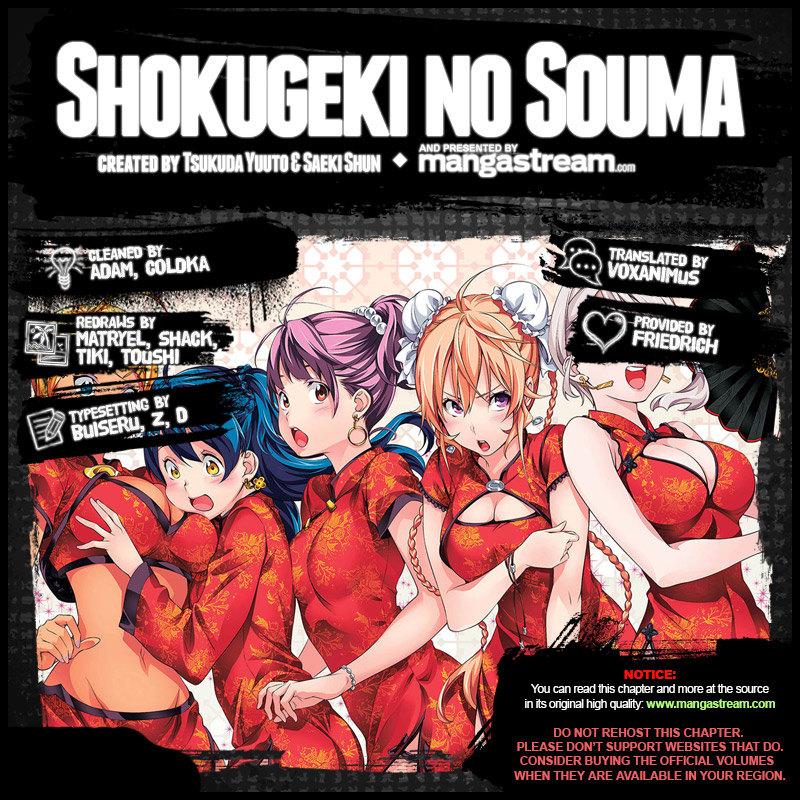 SHOKUGEKI NO SOUMA
CREATED BY TSUKUDA YUUTO & SAEKI SHUN
AND PRESENTED BY
mangastream.com
CLEANED BY
ADAM, COLDKA
REDRAWS BY
MATRYEL, SHACK,
TIKI, TOUSHI
TYPESETTING BY
BUISERU, Z, D
TRANSLATED BY
VOXANIMUS
PROVIDED BY
FRIEDRICH
NOTICE:
You can read this chapter and more at the source
in its original high quality: www.mangastream.com
DO NOT REHOST THIS CHAPTER.
PLEASE DON'T SUPPORT WEBSITES THAT DO.
CONSIDER BUYING THE OFFICIAL VOLUMES
WHEN THEY ARE AVAILABLE IN YOUR REGION.